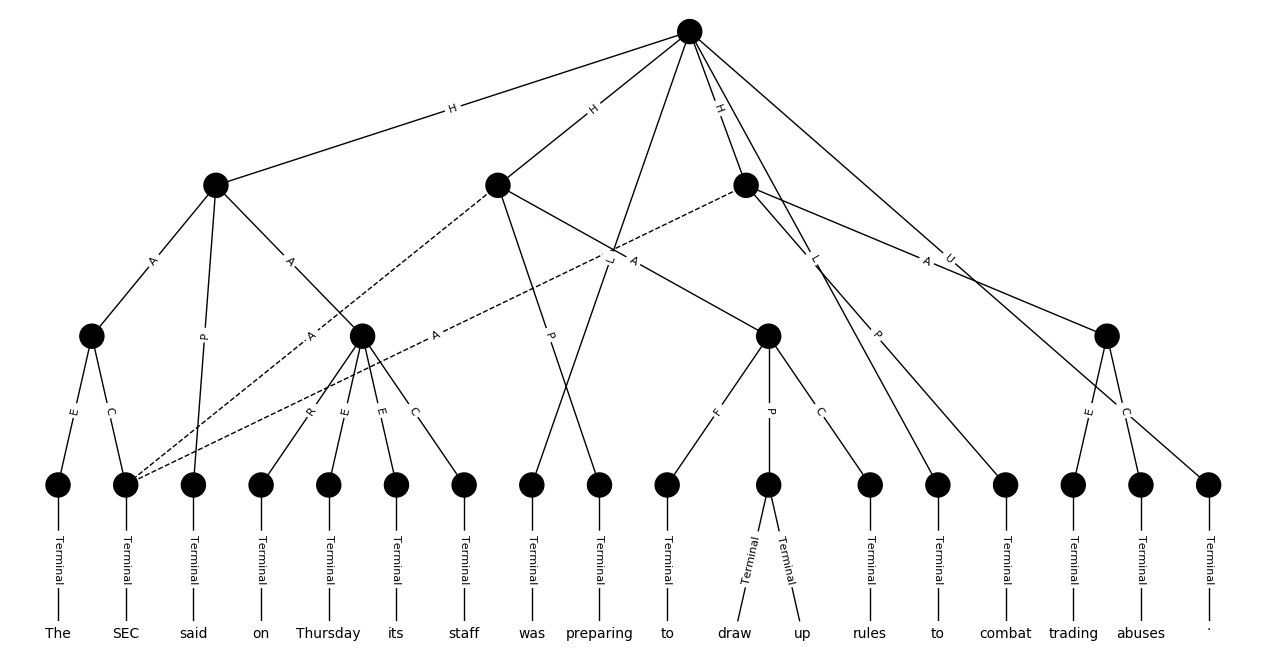 H H H
A P A A P A L L P A U
A A
E C R E E C F P C E C
Terminal Terminal Terminal Terminal Terminal Terminal Terminal Terminal Terminal Terminal Terminal Terminal Terminal Terminal Terminal Terminal Terminal Terminal
The SEC said on Thursday its staff was preparing to draw up rules to combat trading abuses .